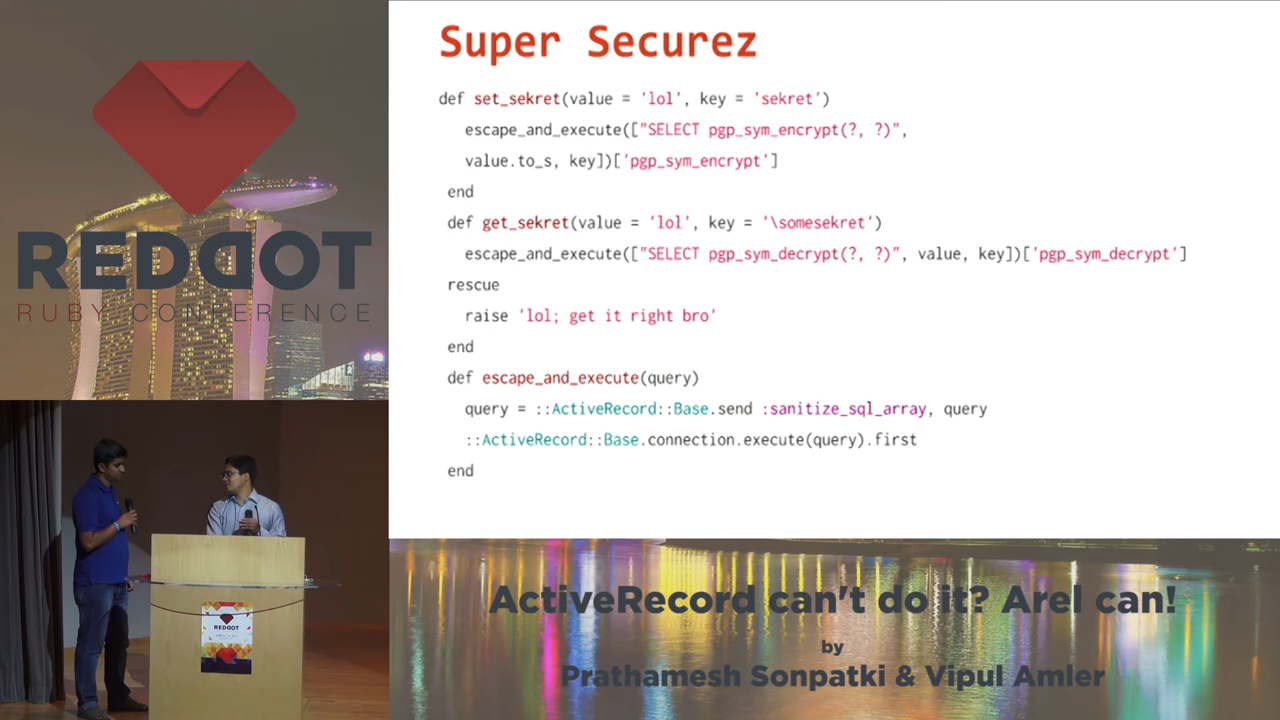 REDDOT
RUBY CONFERENCE
REDDOT
Super Securez
def set_sekret(value = 'lol', key = 'sekret')
escape_and_execute(["SELECT pgp_sym_encrypt(?, ?)",
value.to_s, key])['pgp_sym_encrypt']
end
def get_sekret(value = 'lol', key = '\somesekret')
escape_and_execute(["SELECT pgp_sym_decrypt(?, ?)", value, key])['pgp_sym_decrypt']
rescue
raise 'lol; get it right bro'
end
def escape_and_execute(query)
query = ::ActiveRecord::Base.send :sanitize_sql_array, query
::ActiveRecord::Base.connection.execute(query).first
end
ActiveRecord can't do it? Arel can!
by
Prathamesh Sonpatki & Vipul Amler